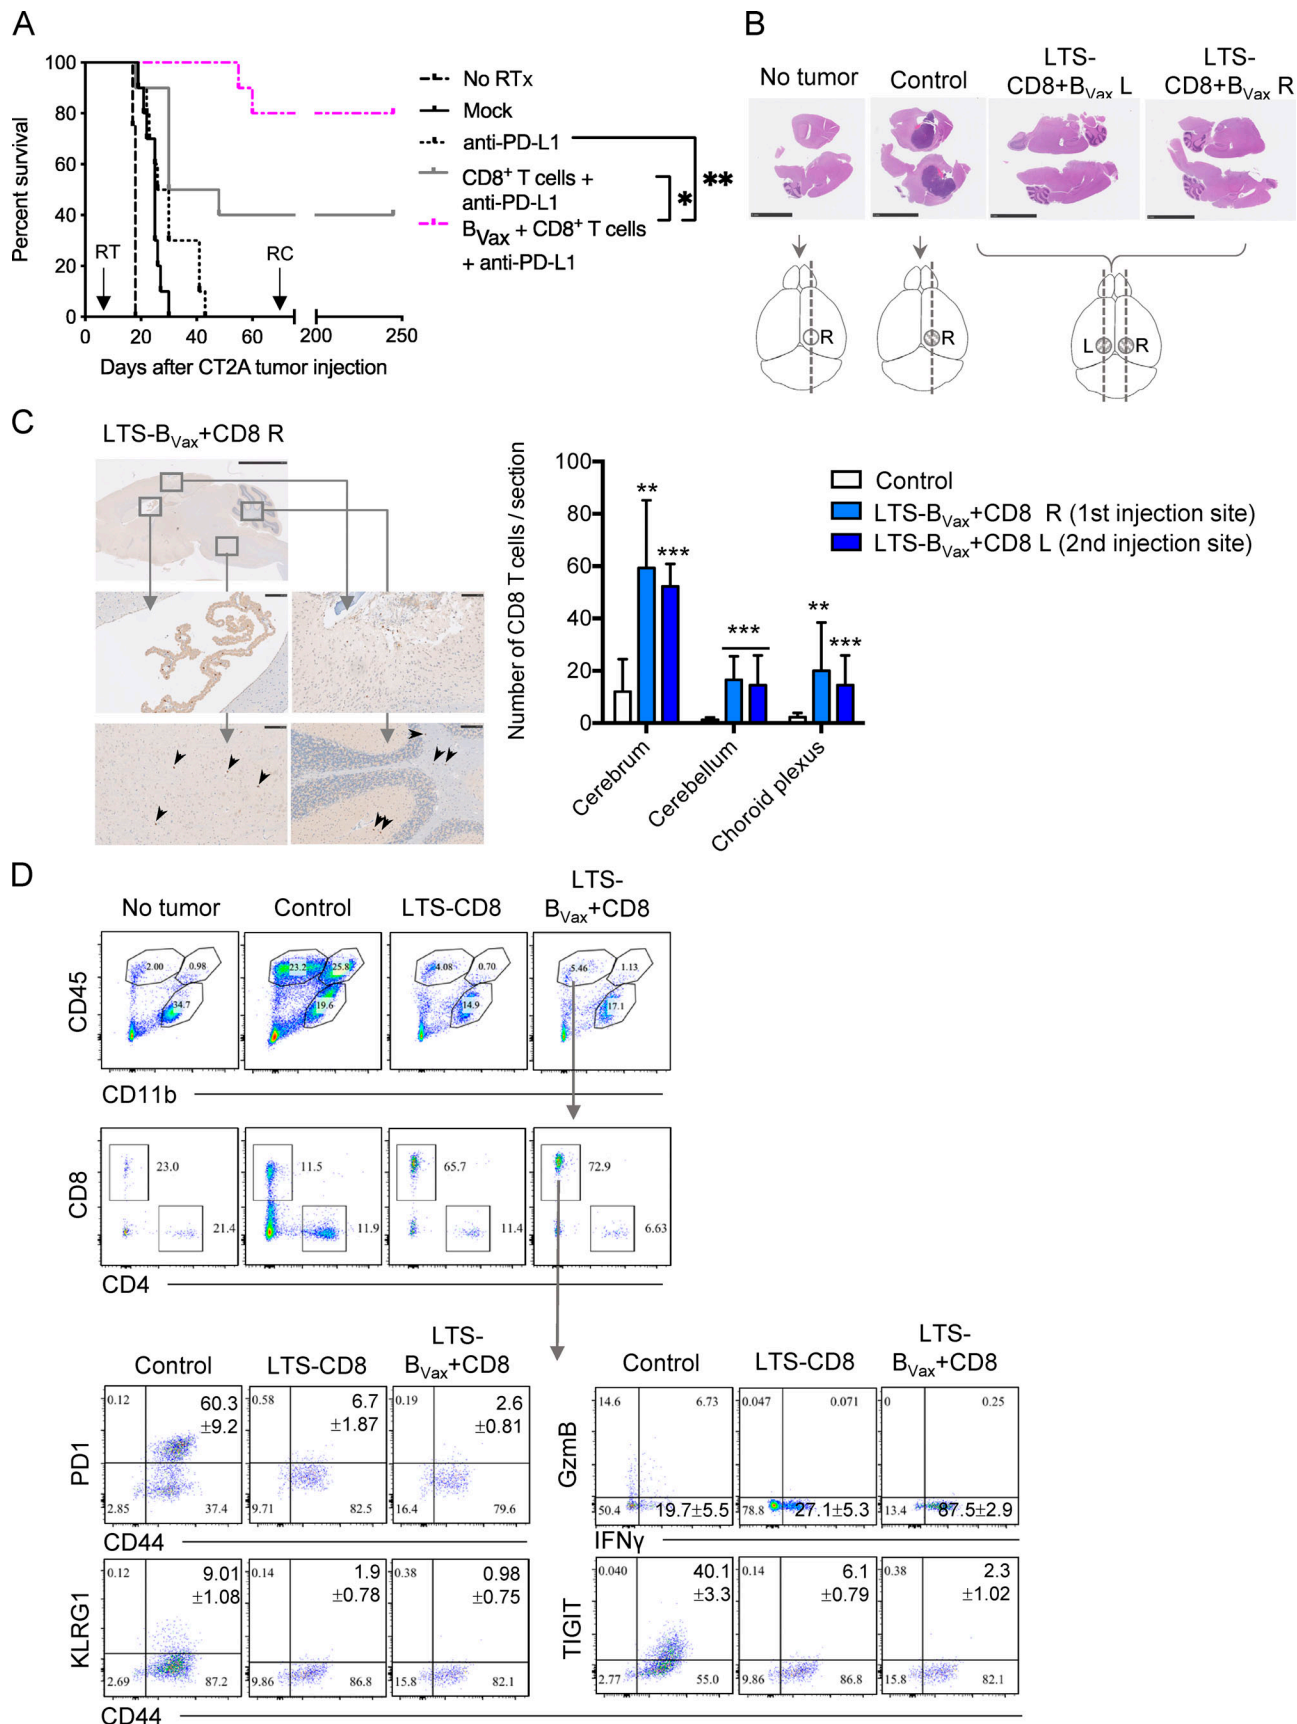 A
Percent survival
100
80
60
40
20
0
RT
RC
0
20
40
60
200
250
Days after CT2A tumor injection
No RTx
Mock
anti-PD-L1
CD8+ T cells +
anti-PD-L1
BVax + CD8+ T cells
+ anti-PD-L1
*
**
B
No tumor
Control
LTS-
CD8+BVax L
LTS-
CD8+BVax R
R
R
L
R
C
LTS-BVax+CD8 R
Number of CD8 T cells / section
100
80
60
40
20
0
**
***
***
**
***
Cerebrum
Cerebellum
Choroid plexus
Control
LTS-BVax+CD8 R (1st injection site)
LTS-BVax+CD8 L (2nd injection site)
D
No tumor
Control
LTS-CD8
LTS-
BVax+CD8
CD45
2.00
0.98
34.7
23.2
25.8
19.6
4.08
0.70
14.9
5.46
1.13
17.1
CD11b
CD8
23.0
21.4
11.5
11.9
65.7
11.4
72.9
6.63
CD4
Control
LTS-CD8
LTS-
BVax+CD8
PD1
0.12
60.3
±9.2
2.85
37.4
0.58
6.7
±1.87
9.71
82.5
0.19
2.6
±0.81
16.4
79.6
CD44
KLRG1
0.12
9.01
±1.08
2.69
87.2
0.14
1.9
±0.78
9.86
86.8
0.38
0.98
±0.75
15.8
82.1
CD44
Control
LTS-CD8
LTS-
BVax+CD8
GzmB
14.6
6.73
50.4
19.7±5.5
0.047
0.071
78.8
27.1±5.3
0
0.25
13.4
87.5±2.9
IFNγ
TIGIT
0.040
40.1
±3.3
2.77
55.0
0.14
6.1
±0.79
9.86
86.8
0.38
2.3
±1.02
15.8
82.1